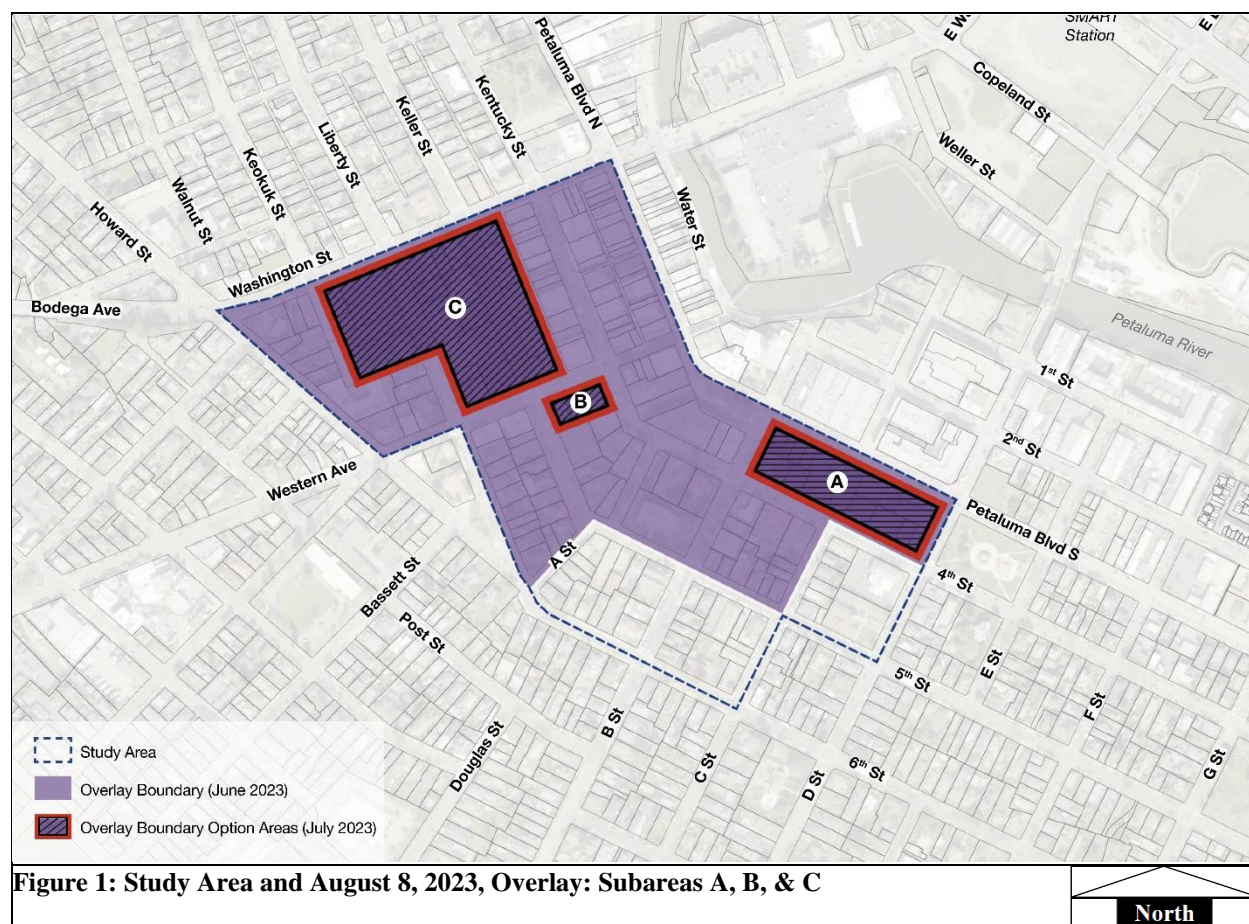 SMART
Station
Copeland St
Weller St
Petaluma Blvd N
Kentucky St
Keller St
Liberty St
Keokuk St
Walnut St
Howard St
Washington St
Bodega Ave
Water St
Petaluma River
C
B
A
1st St
2nd St
Petaluma Blvd S
4th St
Western Ave
A St
Bassett St
Post St
5th St
E St
F St
G St
Douglas St
B St
C St
D St
6th St
Study Area
Overlay Boundary (June 2023)
Overlay Boundary Option Areas (July 2023)
Figure 1: Study Area and August 8, 2023, Overlay: Subareas A, B, & C
North